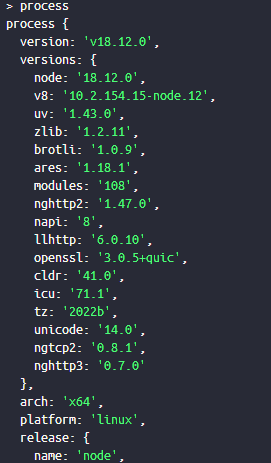 > process
process {
  version: 'v18.12.0',
  versions: {
    node: '18.12.0',
    v8: '10.2.154.15-node.12',
    uv: '1.43.0',
    zlib: '1.2.11',
    brotli: '1.0.9',
    ares: '1.18.1',
    modules: '108',
    nghttp2: '1.47.0',
    napi: '8',
    llhttp: '6.0.10',
    openssl: '3.0.5+quic',
    cldr: '41.0',
    icu: '71.1',
    tz: '2022b',
    unicode: '14.0',
    ngtcp2: '0.8.1',
    nghttp3: '0.7.0'
  },
  arch: 'x64',
  platform: 'linux',
  release: {
    name: 'node',